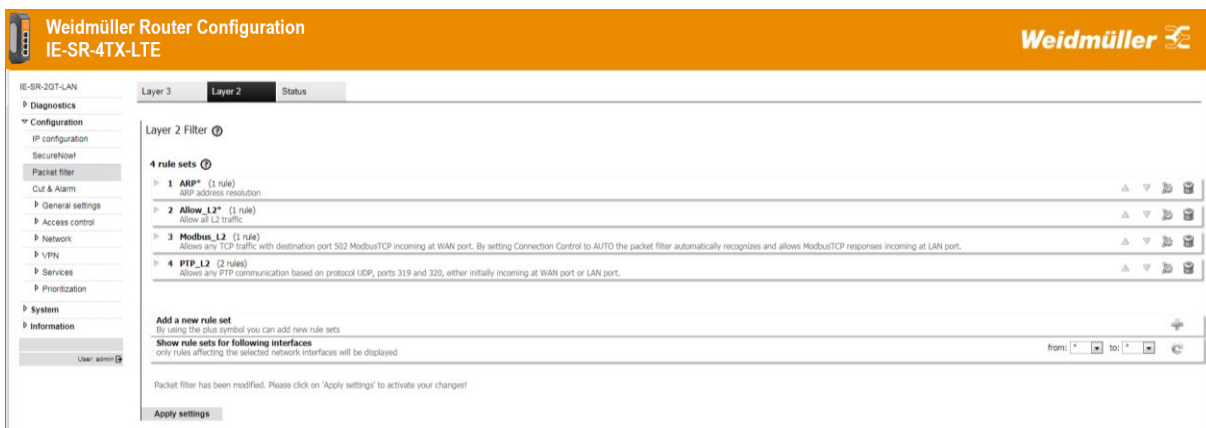 Weidmüller Router Configuration
IE-SR-4TX-LTE
Weidmüller
IE-SR-2GT-LAN
Diagnostics
Configuration
IP configuration
SecureNow!
Packet filter
Cut & Alarm
General settings
Access control
Network
VPN
Services
Prioritization
System
Information
User: admin
Layer 3 Layer 2 Status
Layer 2 Filter ?
4 rule sets ?
1 ARP* (1 rule)
ARP address resolution
2 Allow_L2* (1 rule)
Allow all L2 traffic
3 Modbus_L2 (1 rule)
Allows any TCP traffic with destination port 502 ModbusTCP incoming at WAN port. By setting Connection Control to AUTO the packet filter automatically recognizes and allows ModbusTCP responses incoming at LAN port.
4 PTP_L2 (2 rules)
Allows any PTP communication based on protocol UDP, ports 319 and 320, either initially incoming at WAN port or LAN port.
Add a new rule set
By using the plus symbol you can add new rule sets
Show rule sets for following interfaces
only rules affecting the selected network interfaces will be displayed
from: * to: *
Packet filter has been modified. Please click on 'Apply settings' to activate your changes!
Apply settings